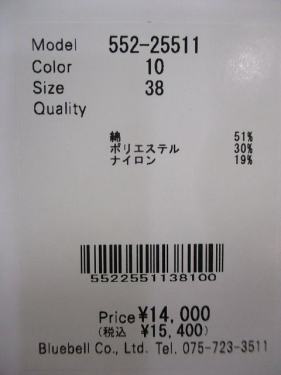 Model 552-25511
Color 10
Size 38
Quality
綿 51%
ポリエステル 30%
ナイロン 19%
5522551138100
Price ¥14,000
(税込 ¥15,400)
Bluebell Co., Ltd. Tel. 075-723-3511